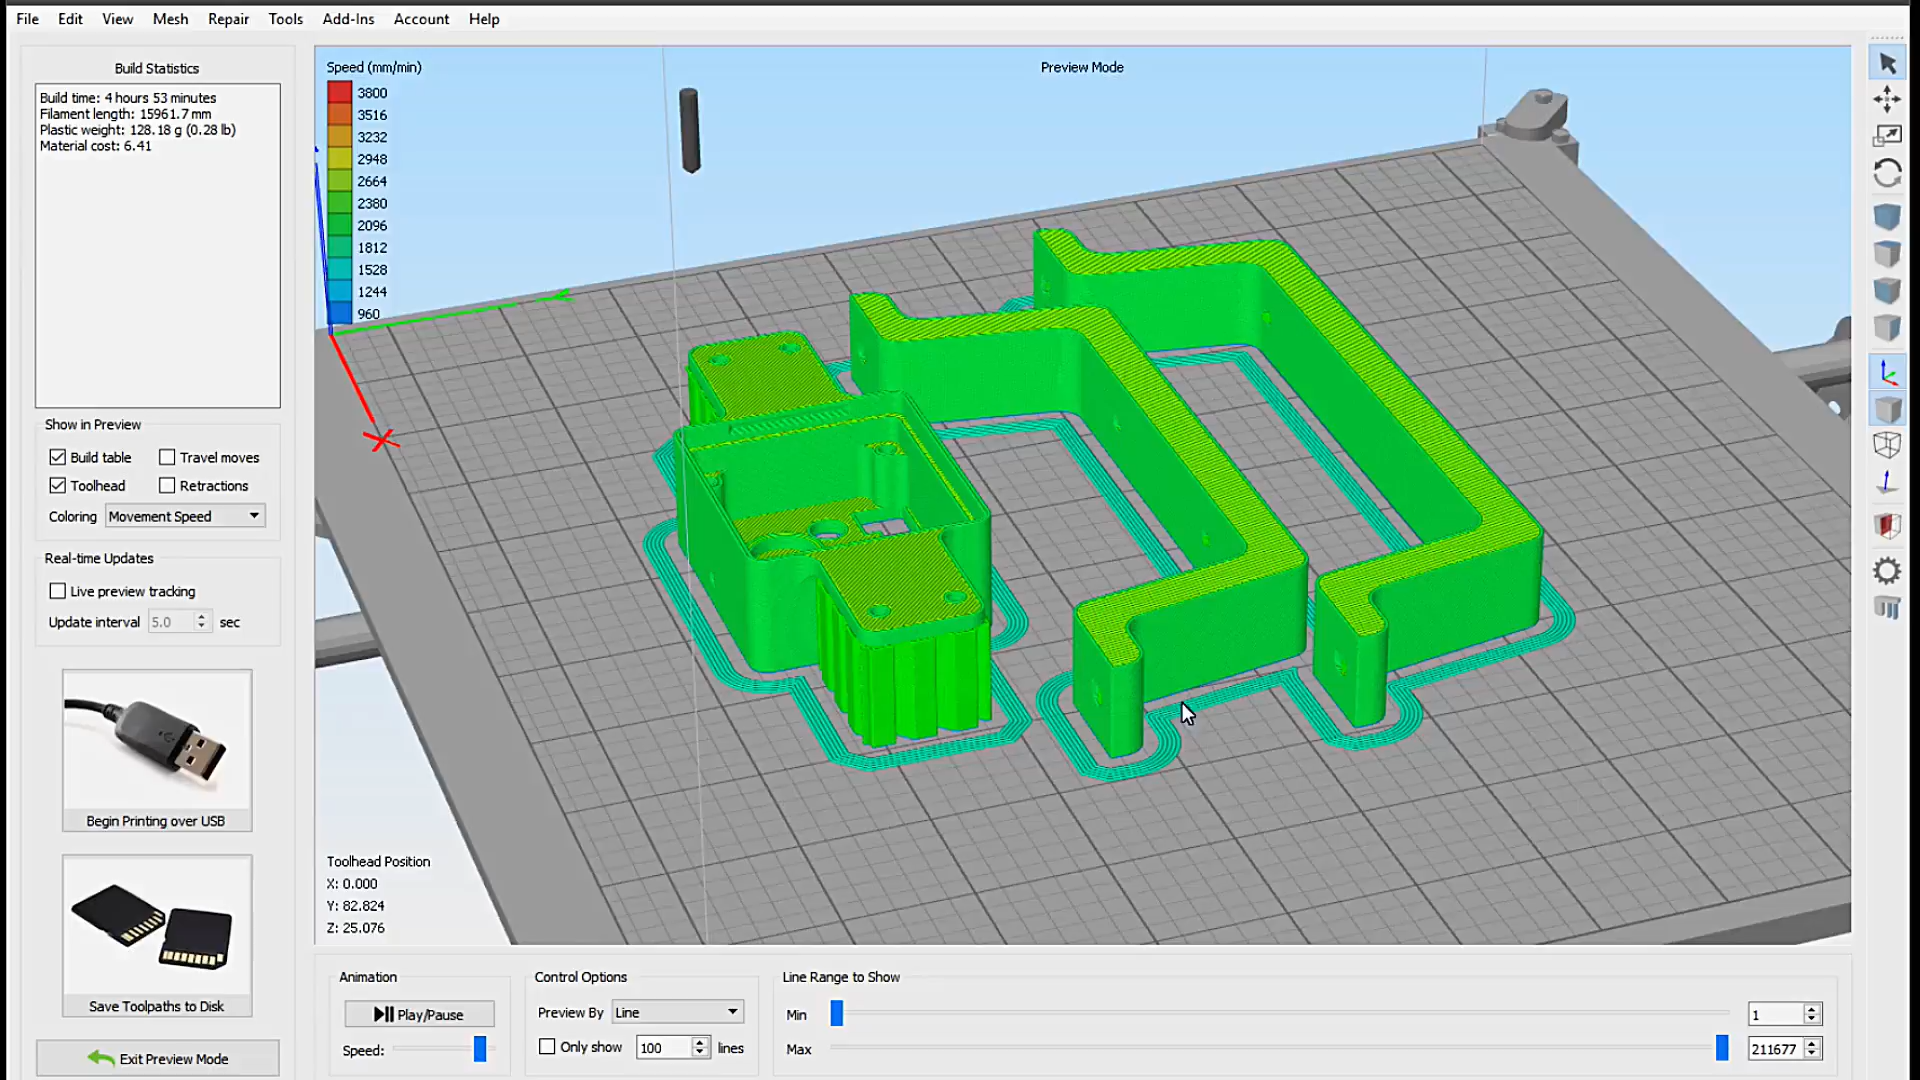 File Edit View Mesh Repair Tools Add-Ins Account Help
Build Statistics
Build time: 4 hours 53 minutes
Filament length: 15961.7 mm
Plastic weight: 128.18 g (0.28 lb)
Material cost: 6.41
Show in Preview
Build table Travel moves
Toolhead Retractions
Coloring Movement Speed
Real-time Updates
Live preview tracking
Update interval 5.0 sec
Begin Printing over USB
Save Toolpaths to Disk
Exit Preview Mode
Speed (mm/min)
3800
3516
3232
2948
2664
2380
2096
1812
1528
1244
960
Preview Mode
Toolhead Position
X: 0.000
Y: 82.824
Z: 25.076
Animation
Play/Pause
Speed:
Control Options
Preview By Line
Only show 100 lines
Line Range to Show
Min 1
Max 211677